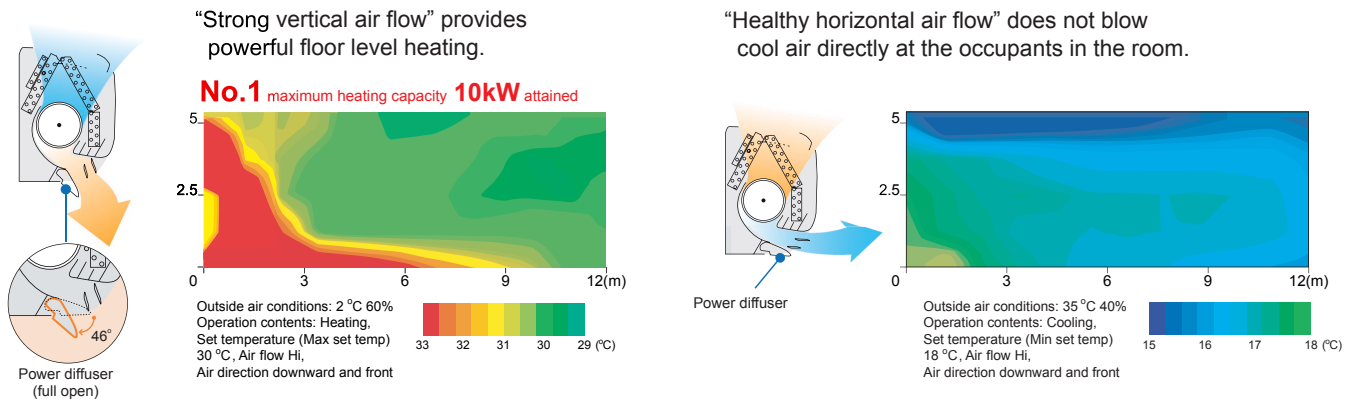 “Strong vertical air flow” provides
powerful floor level heating.
No.1 maximum heating capacity 10kW attained
5
2.5
0
3
6
9
12(m)
46°
Power diffuser
(full open)
Outside air conditions: 2 °C 60%
Operation contents: Heating,
Set temperature (Max set temp)
30 °C, Air flow Hi,
Air direction downward and front
33 32 31 30 29 (°C)
“Healthy horizontal air flow” does not blow
cool air directly at the occupants in the room.
5
2.5
0
3
6
9
12(m)
Power diffuser
Outside air conditions: 35 °C 40%
Operation contents: Cooling,
Set temperature (Min set temp)
18 °C, Air flow Hi,
Air direction downward and front
15 16 17 18 (°C)